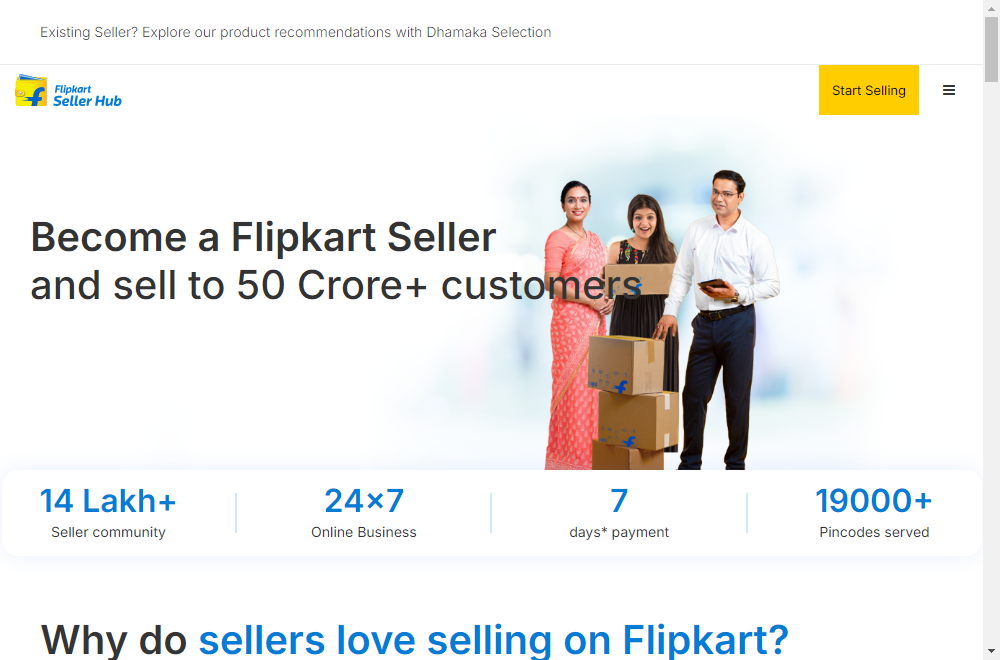 Existing Seller? Explore our product recommendations with Dhamaka Selection
Flipkart
Seller Hub
Start Selling
Become a Flipkart Seller
and sell to 50 Crore+ customers
14 Lakh+
Seller community
24×7
Online Business
7
days* payment
19000+
Pincodes served
Why do sellers love selling on Flipkart?